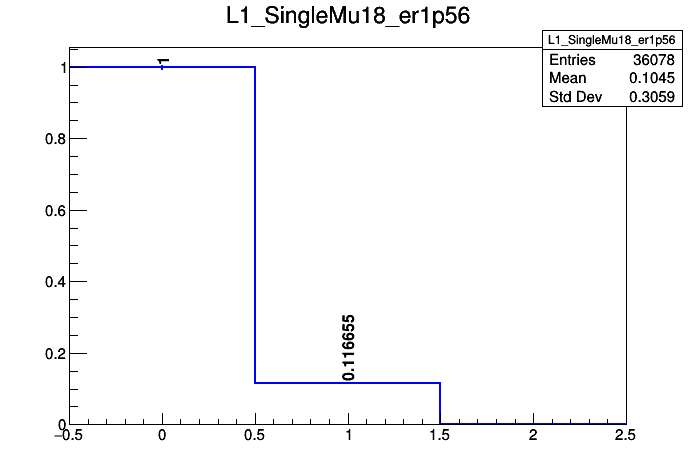 L1_SingleMu18_er1p56
L1_SingleMu18_er1p56
Entries 36078
Mean 0.1045
Std Dev 0.3059
1
0.8
0.6
0.4
0.2
0
1
0.116655
−0.5 0 0.5 1 1.5 2 2.5